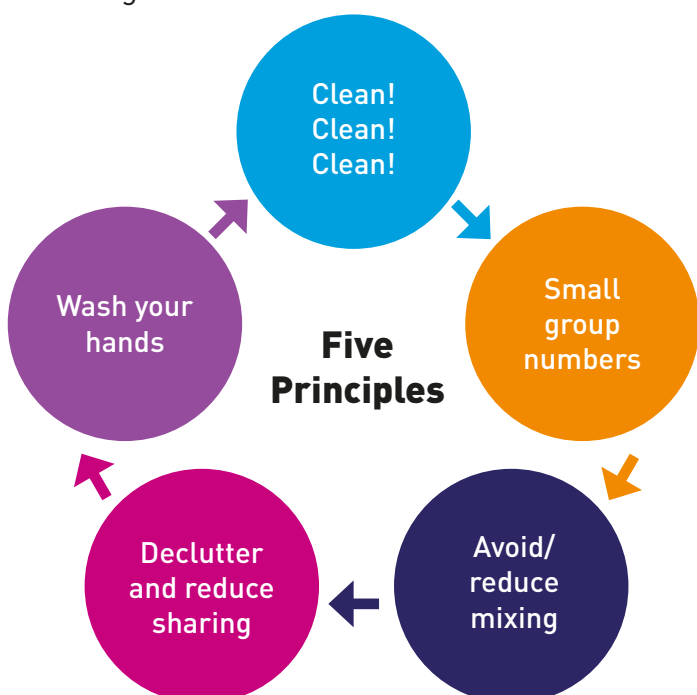 Clean!
Clean!
Clean!
Small
group
numbers
Avoid/
reduce
mixing
Declutter
and reduce
sharing
Wash your
hands
Five
Principles